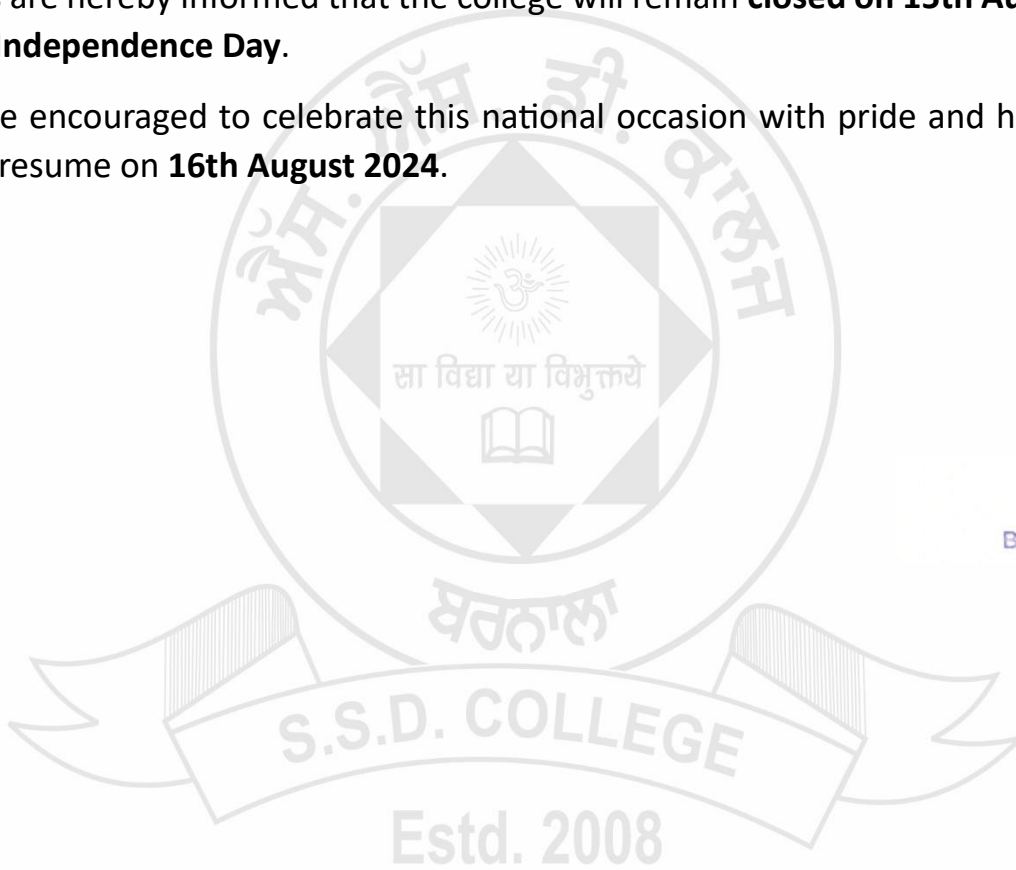 are hereby informed that the college will remain closed on 15th Au
Independence Day.
e encouraged to celebrate this national occasion with pride and h
resume on 16th August 2024.
ਐੱਸ. ਐੱਸ. ਡੀ. ਕਾਲਜ
सा विद्या या विभुक्तये
ਬਰਨਾਲਾ
S.S.D. COLLEGE
Estd. 2008